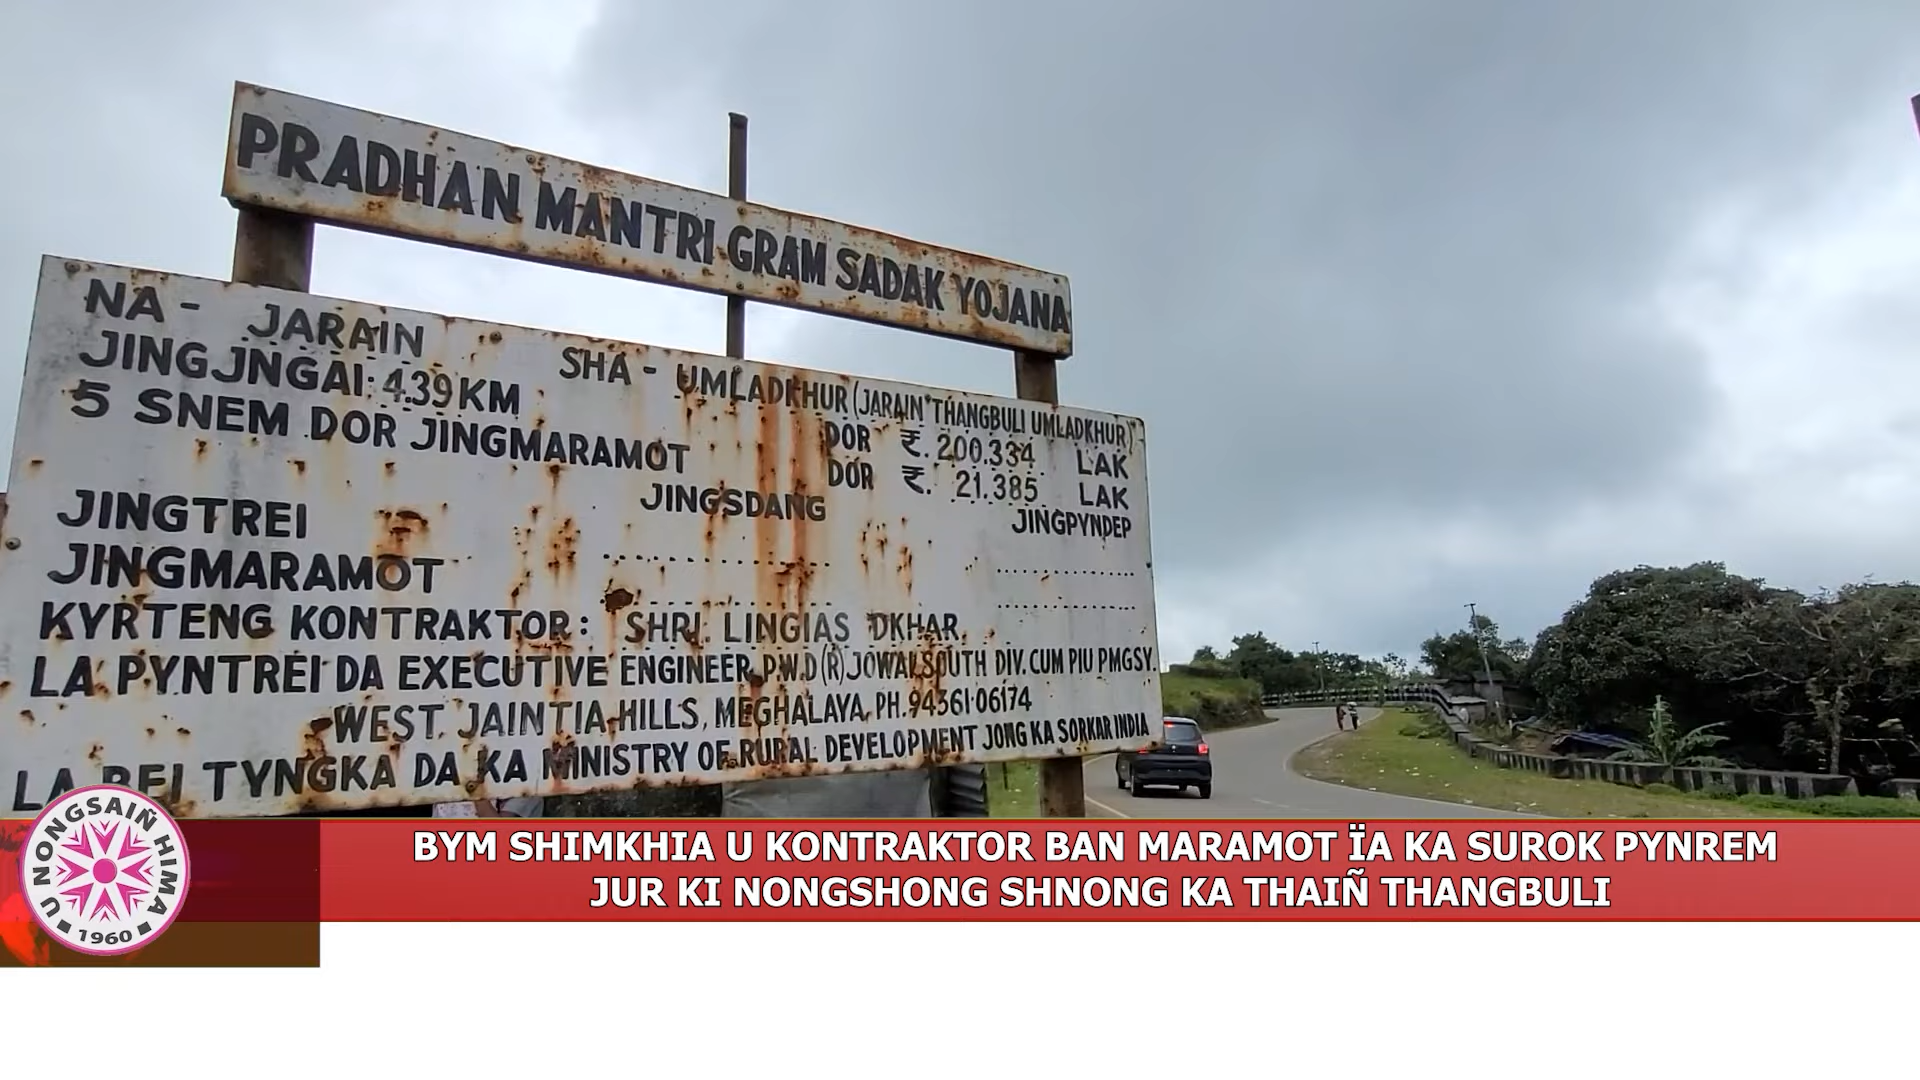 PRADHAN MANTRI GRAM SADAK YOJANA
NA - JARAIN SHA - UMLADKHUR (JARAIN THANGBULI UMLADKHUR)
JINGJNGAI: 4.39 KM DOR ₹. 200.334 LAK
5 SNEM DOR JINGMARAMOT DOR ₹. 21.385 LAK
JINGTREI JINGSDANG JINGPYNDEP
JINGMARAMOT
KYRTENG KONTRAKTOR: SHRI. LINGIAS DKHAR.
LA PYNTREI DA EXECUTIVE ENGINEER, P.W.D (R) JOWAI SOUTH DIV. CUM PIU PMGSY.
WEST JAINTIA HILLS, MEGHALAYA, PH. 94361-06174
LA BEI TYNGKA DA KA MINISTRY OF RURAL DEVELOPMENT JONG KA SORKAR INDIA
BYM SHIMKHIA U KONTRAKTOR BAN MARAMOT ÏA KA SUROK PYNREM
JUR KI NONGSHONG SHNONG KA THAIÑ THANGBULI
U NONGSAIÑ HIMA
1960